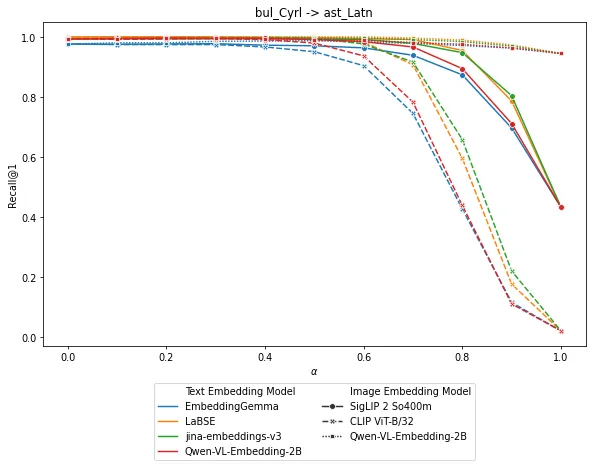 bul_Cyrl -> ast_Latn
1.0
0.8
0.6
0.4
0.2
0.0
Recall@1
0.0 0.2 0.4 0.6 0.8 1.0
α
Text Embedding Model Image Embedding Model
EmbeddingGemma SigLIP 2 So400m
LaBSE CLIP ViT-B/32
jina-embeddings-v3 Qwen-VL-Embedding-2B
Qwen-VL-Embedding-2B